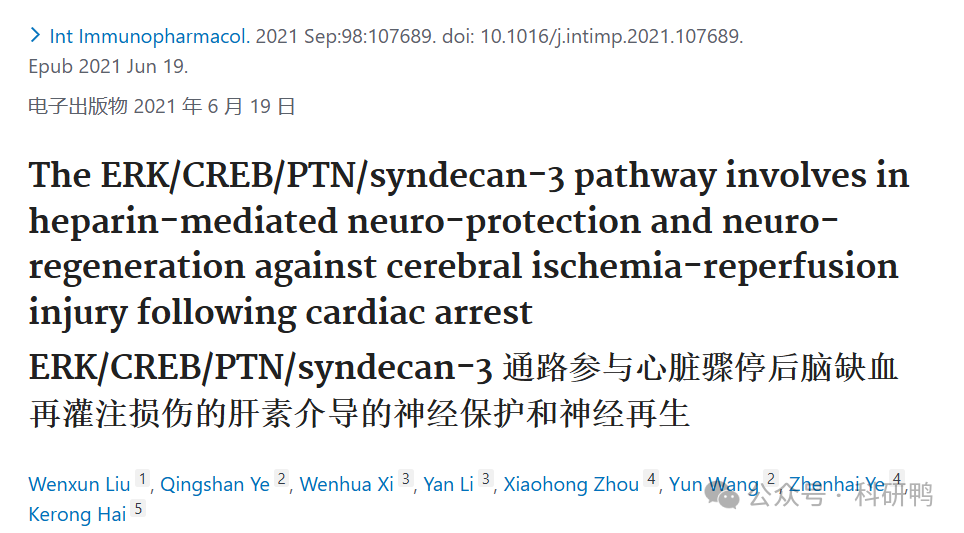 Int Immunopharmacol. 2021 Sep:98:107689. doi: 10.1016/j.intimp.2021.107689.
Epub 2021 Jun 19.
电子出版物 2021 年 6 月 19 日
The ERK/CREB/PTN/syndecan-3 pathway involves in
heparin-mediated neuro-protection and neuro-
regeneration against cerebral ischemia-reperfusion
injury following cardiac arrest
ERK/CREB/PTN/syndecan-3 通路参与心脏骤停后脑缺血
再灌注损伤的肝素介导的神经保护和神经再生
Wenxun Liu 1, Qingshan Ye 2, Wenhua Xi 3, Yan Li 3, Xiaohong Zhou 4, Yun Wang 2, Zhenhai Ye 4,
Kerong Hai 5
公众号 · 科研鸭